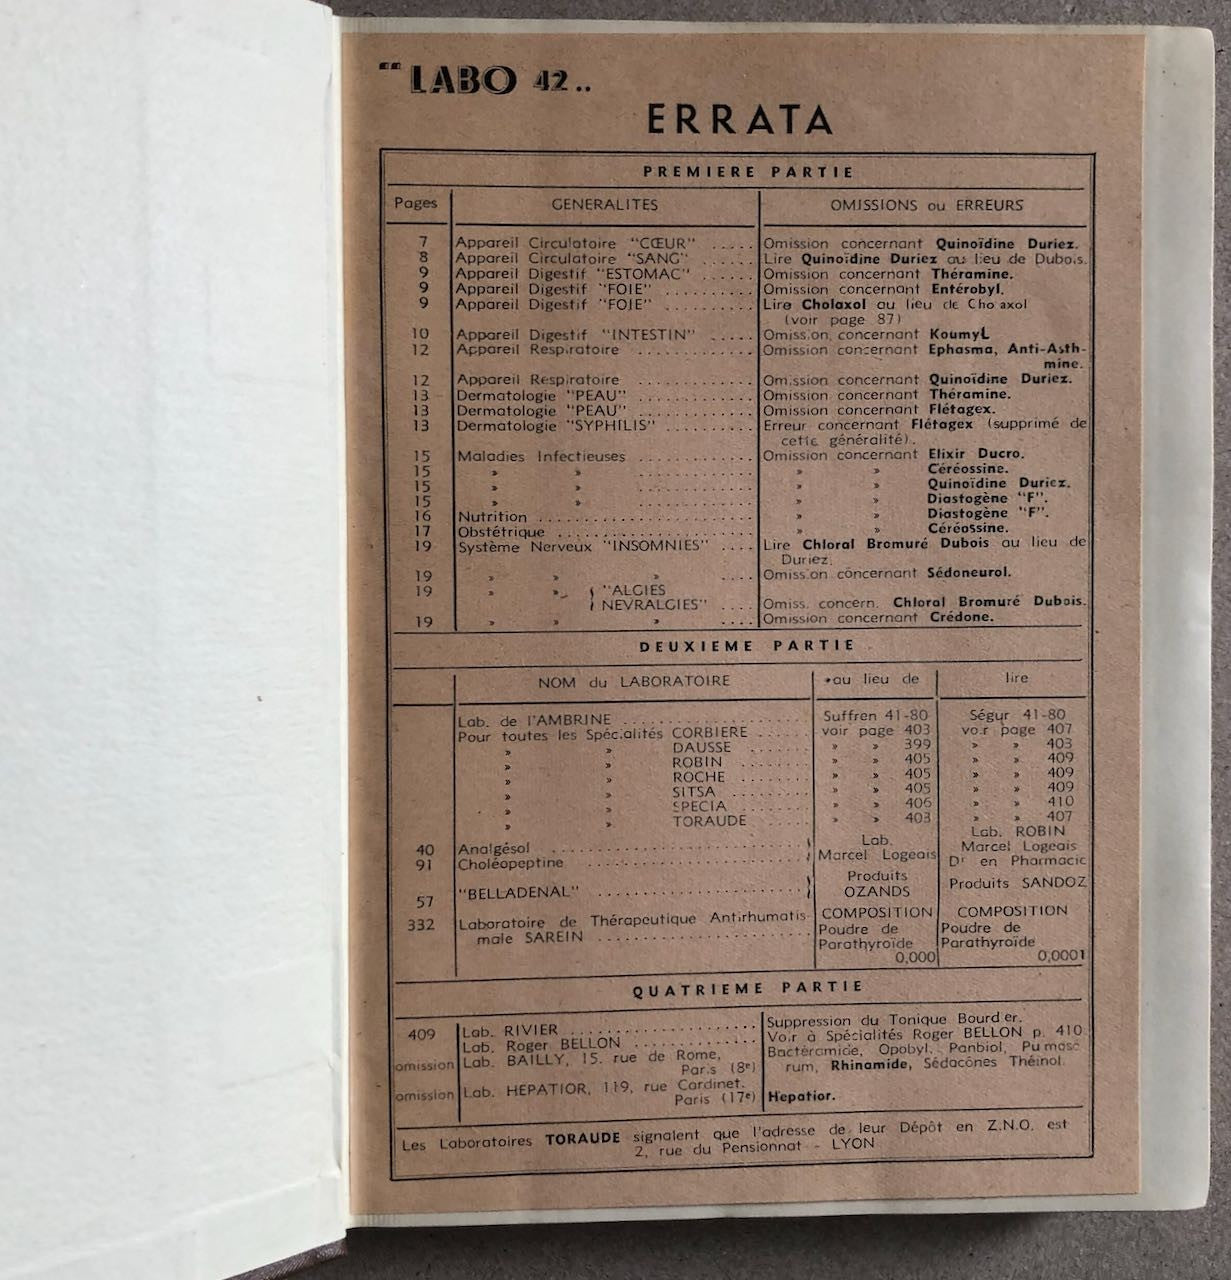 “LABO 42..
ERRATA
PREMIERE PARTIE
Pages GENERALITES OMISSIONS ou ERREURS
7 Appareil Circulatoire “CŒUR” ..... Omission concernant Quinoïdine Duriez.
8 Appareil Circulatoire “SANG” ..... Lire Quinoïdine Duriez au lieu de Dubois.
9 Appareil Digestif “ESTOMAC” ....... Omission concernant Théramine.
9 Appareil Digestif “FOIE” .......... Omission concernant Entérobyl.
9 Appareil Digestif “FOIE” .......... Lire Cholaxol au lieu de Cho axol
(voir page 87)
10 Appareil Digestif “INTESTIN” ..... Omission concernant KoumyL
12 Appareil Respiratoire ............ Omission concernant Ephasma, Anti-Asth-
mine.
12 Appareil Respiratoire ............ Omission concernant Quinoïdine Duriez.
13 Dermatologie “PEAU” ............ Omission concernant Théramine.
13 Dermatologie “PEAU” ............ Omission concernant Flétagex.
13 Dermatologie “SYPHILIS” .......... Erreur concernant Flétagex (supprimé de
cette généralité).
15 Maladies Infectieuses ............ Omission concernant Elixir Ducro.
15 » » ............ » » Céréossine.
15 » » ............ » » Quinoïdine Duriez.
15 » » ............ » » Diastogène “F”.
16 Nutrition ...................... » » Diastogène “F”.
17 Obstétrique .................... » » Céréossine.
19 Système Nerveux “INSOMNIES” .... Lire Chloral Bromuré Dubois au lieu de
Duriez.
19 » » » .... Omission concernant Sédoneurol.
19 » » { “ALGIES
NEVRALGIES” .... Omiss. concern. Chloral Bromuré Dubois.
19 » » » .... Omission concernant Crédone.
DEUXIEME PARTIE
NOM du LABORATOIRE au lieu de lire
Lab. de l'AMBRINE .................... Suffren 41-80 Ségur 41-80
Pour toutes les Spécialités CORBIERE ....... voir page 403 voir page 407
» » DAUSSE ....... » » 399 » » 403
» » ROBIN ........ » » 405 » » 409
» » ROCHE ........ » » 405 » » 409
» » SITSA ........ » » 405 » » 409
» » SPECIA ....... » » 406 » » 410
» » TORAUDE ..... » » 403 » » 407
40 Analgésol ............................ } Lab. Lab. ROBIN
91 Choléopeptine ........................ } Marcel Logeais Marcel Logeais
Dr en Pharmacie
57 “BELLADENAL” ...................... } Produits OZANDS Produits SANDOZ
332 Laboratoire de Thérapeutique Antirhumatis- COMPOSITION COMPOSITION
male SAREIN ...................... Poudre de Poudre de
Parathyroïde Parathyroïde
0,000 0,0001
QUATRIEME PARTIE
409 Lab. RIVIER .................... Suppression du Tonique Bourd er.
Lab. Roger BELLON ............. Voir à Spécialités Roger BELLON p. 410
omission Lab. BAILLY, 15. rue de Rome, Bactéramide, Opobyl, Panbiol, Pu mosc
Paris (8e) rum, Rhinamide, Sédacônes Théinol.
omission Lab. HEPATIOR, 119, rue Cardinet.
Paris (17e) Hepatior.
Les Laboratoires TORAUDE signalent que l'adresse de leur Dépôt en Z.N.O. est
2, rue du Pensionnat - LYON